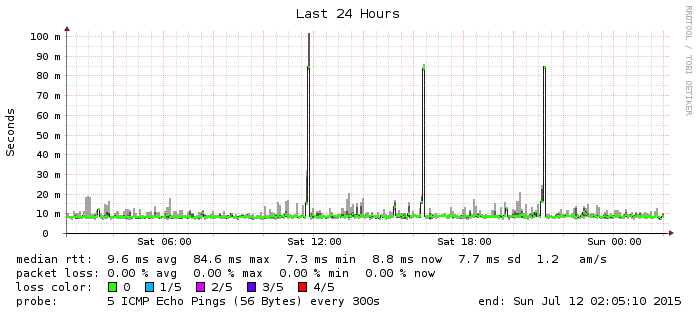 Last 24 Hours
RRDTOOL / TOBI OETIKER
Seconds
100 m
90 m
80 m
70 m
60 m
50 m
40 m
30 m
20 m
10 m
0
Sat 06:00 Sat 12:00 Sat 18:00 Sun 00:00
median rtt: 9.6 ms avg 84.6 ms max 7.3 ms min 8.8 ms now 7.7 ms sd 1.2 am/s
packet loss: 0.00 % avg 0.00 % max 0.00 % min 0.00 % now
loss color: 0 1/5 2/5 3/5 4/5
probe: 5 ICMP Echo Pings (56 Bytes) every 300s end: Sun Jul 12 02:05:10 2015